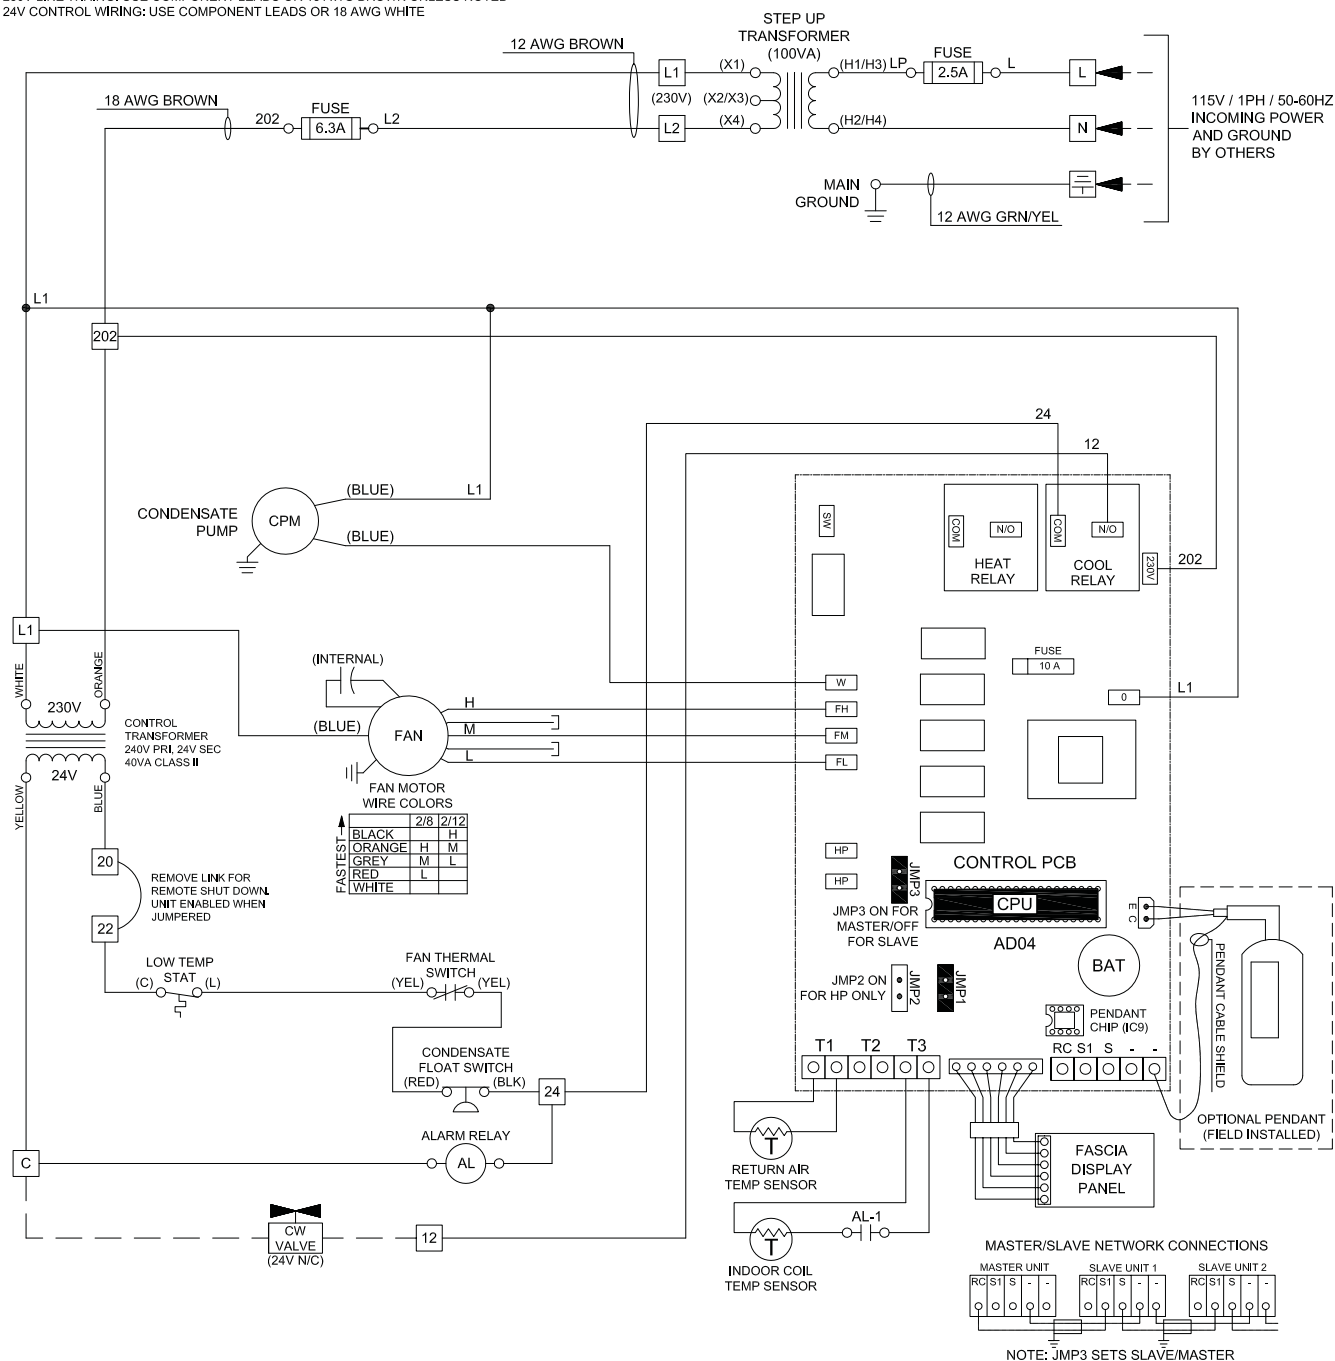 24V CONTROL WIRING: USE COMPONENT LEADS OR 18 AWG WHITE
STEP UP
TRANSFORMER
(100VA)
12 AWG BROWN
L1
(X1)
(H1/H3)
LP
FUSE
2.5A
L
L
(230V)
(X2/X3)
18 AWG BROWN
202
FUSE
6.3A
L2
L2
(X4)
(H2/H4)
N
115V / 1PH / 50-60HZ
INCOMING POWER
AND GROUND
BY OTHERS
MAIN
GROUND
12 AWG GRN/YEL
L1
202
24
12
CONDENSATE
PUMP
CPM
(BLUE)
L1
(BLUE)
SW
COM
N/O
HEAT
RELAY
COM
N/O
COOL
RELAY
230V
202
L1
WHITE
ORANGE
230V
24V
YELLOW
BLUE
CONTROL
TRANSFORMER
240V PRI, 24V SEC
40VA CLASS II
(INTERNAL)
(BLUE)
FAN
H
M
L
W
FH
FM
FL
FUSE
10 A
0
L1
FAN MOTOR
WIRE COLORS
FASTEST
2/8 2/12
BLACK H
ORANGE H M
GREY M L
RED L
WHITE
20
22
REMOVE LINK FOR
REMOTE SHUT DOWN.
UNIT ENABLED WHEN
JUMPERED
HP
HP
JMP3
JMP3 ON FOR
MASTER/OFF
FOR SLAVE
CONTROL PCB
CPU
AD04
E
C
BAT
JMP2 ON
FOR HP ONLY
JMP2
JMP1
PENDANT
CHIP (IC9)
PENDANT CABLE SHIELD
OPTIONAL PENDANT
(FIELD INSTALLED)
LOW TEMP
STAT
(C)
(L)
FAN THERMAL
SWITCH
(YEL)
(YEL)
CONDENSATE
FLOAT SWITCH
(RED)
(BLK)
24
ALARM RELAY
AL
C
CW
VALVE
(24V N/C)
12
T1
T2
T3
RC S1 S - -
T
RETURN AIR
TEMP SENSOR
T
INDOOR COIL
TEMP SENSOR
AL-1
FASCIA
DISPLAY
PANEL
MASTER/SLAVE NETWORK CONNECTIONS
MASTER UNIT
RC S1 S - -
SLAVE UNIT 1
RC S1 S - -
SLAVE UNIT 2
RC S1 S - -
NOTE: JMP3 SETS SLAVE/MASTER